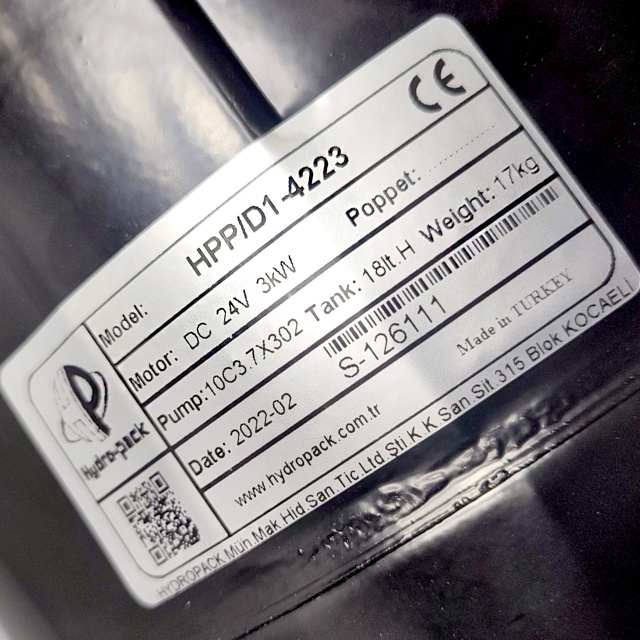 CE
Model: HPP/D1-4223
Motor: DC 24V 3kW Poppet: ..............
Pump:10C3.7X302 Tank: 18lt.H Weight: 17kg
Date: 2022-02 S-126111
www.hydropack.com.tr Made in TURKEY
Hydro-pack
HYDROPACK Müh.Mak.Hid San Tic.Ltd.Şti K.K.San.Sit.315 Blok KOCAELİ